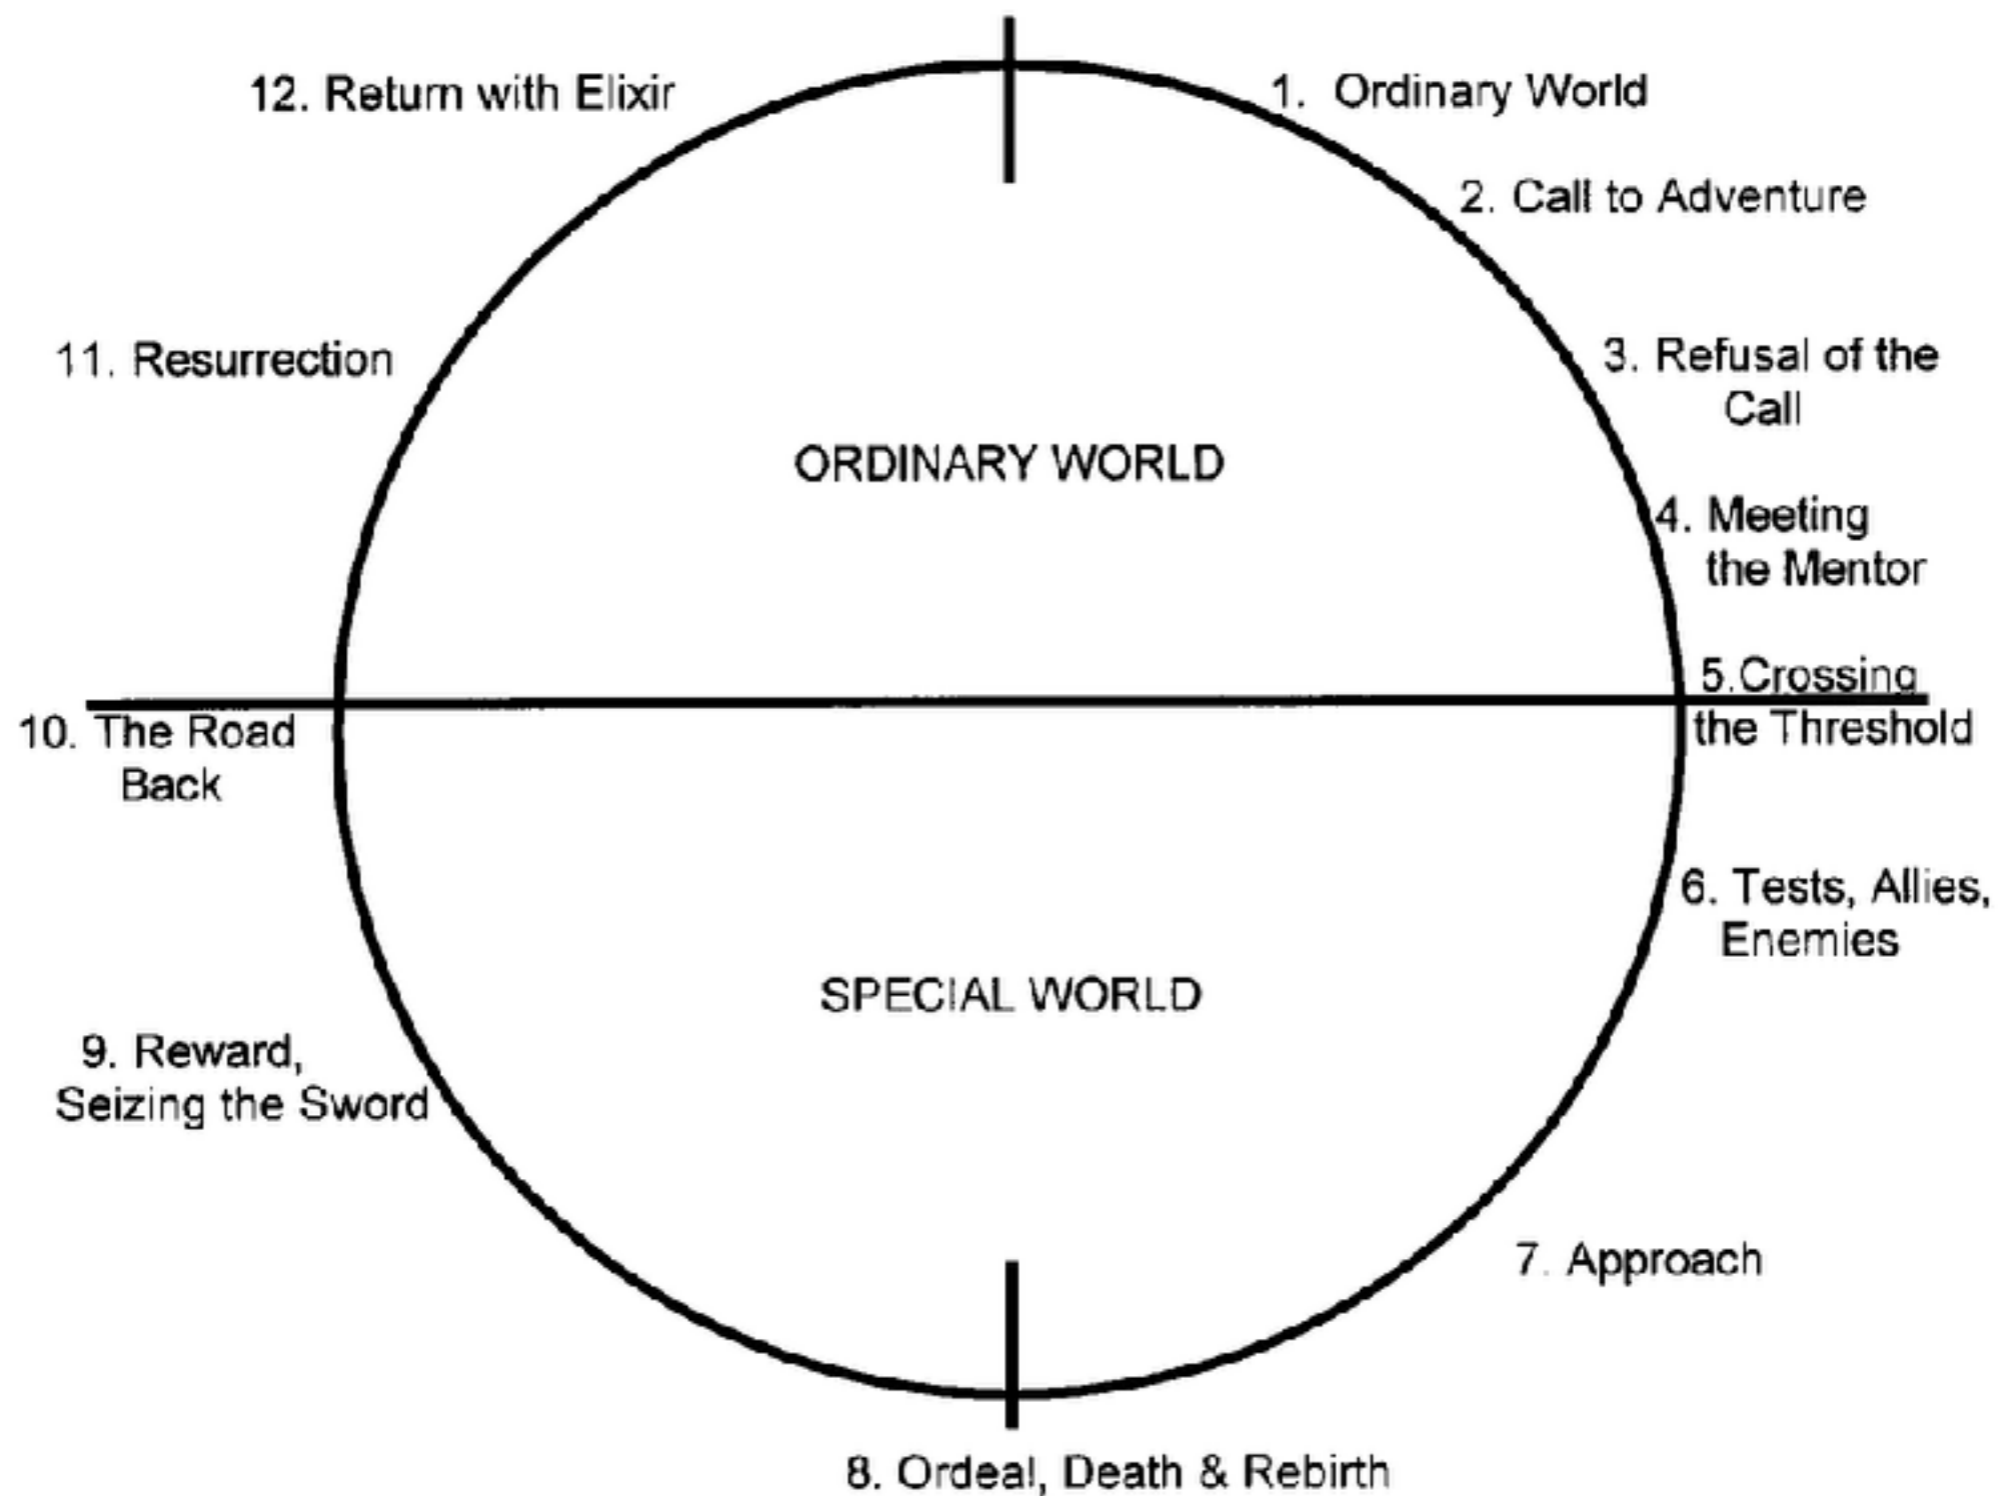 12. Return with Elixir
1. Ordinary World
2. Call to Adventure
11. Resurrection
3. Refusal of the
Call
ORDINARY WORLD
4. Meeting
the Mentor
5.Crossing
the Threshold
10. The Road
Back
6. Tests, Allies,
Enemies
SPECIAL WORLD
9. Reward,
Seizing the Sword
7. Approach
8. Ordeal, Death & Rebirth